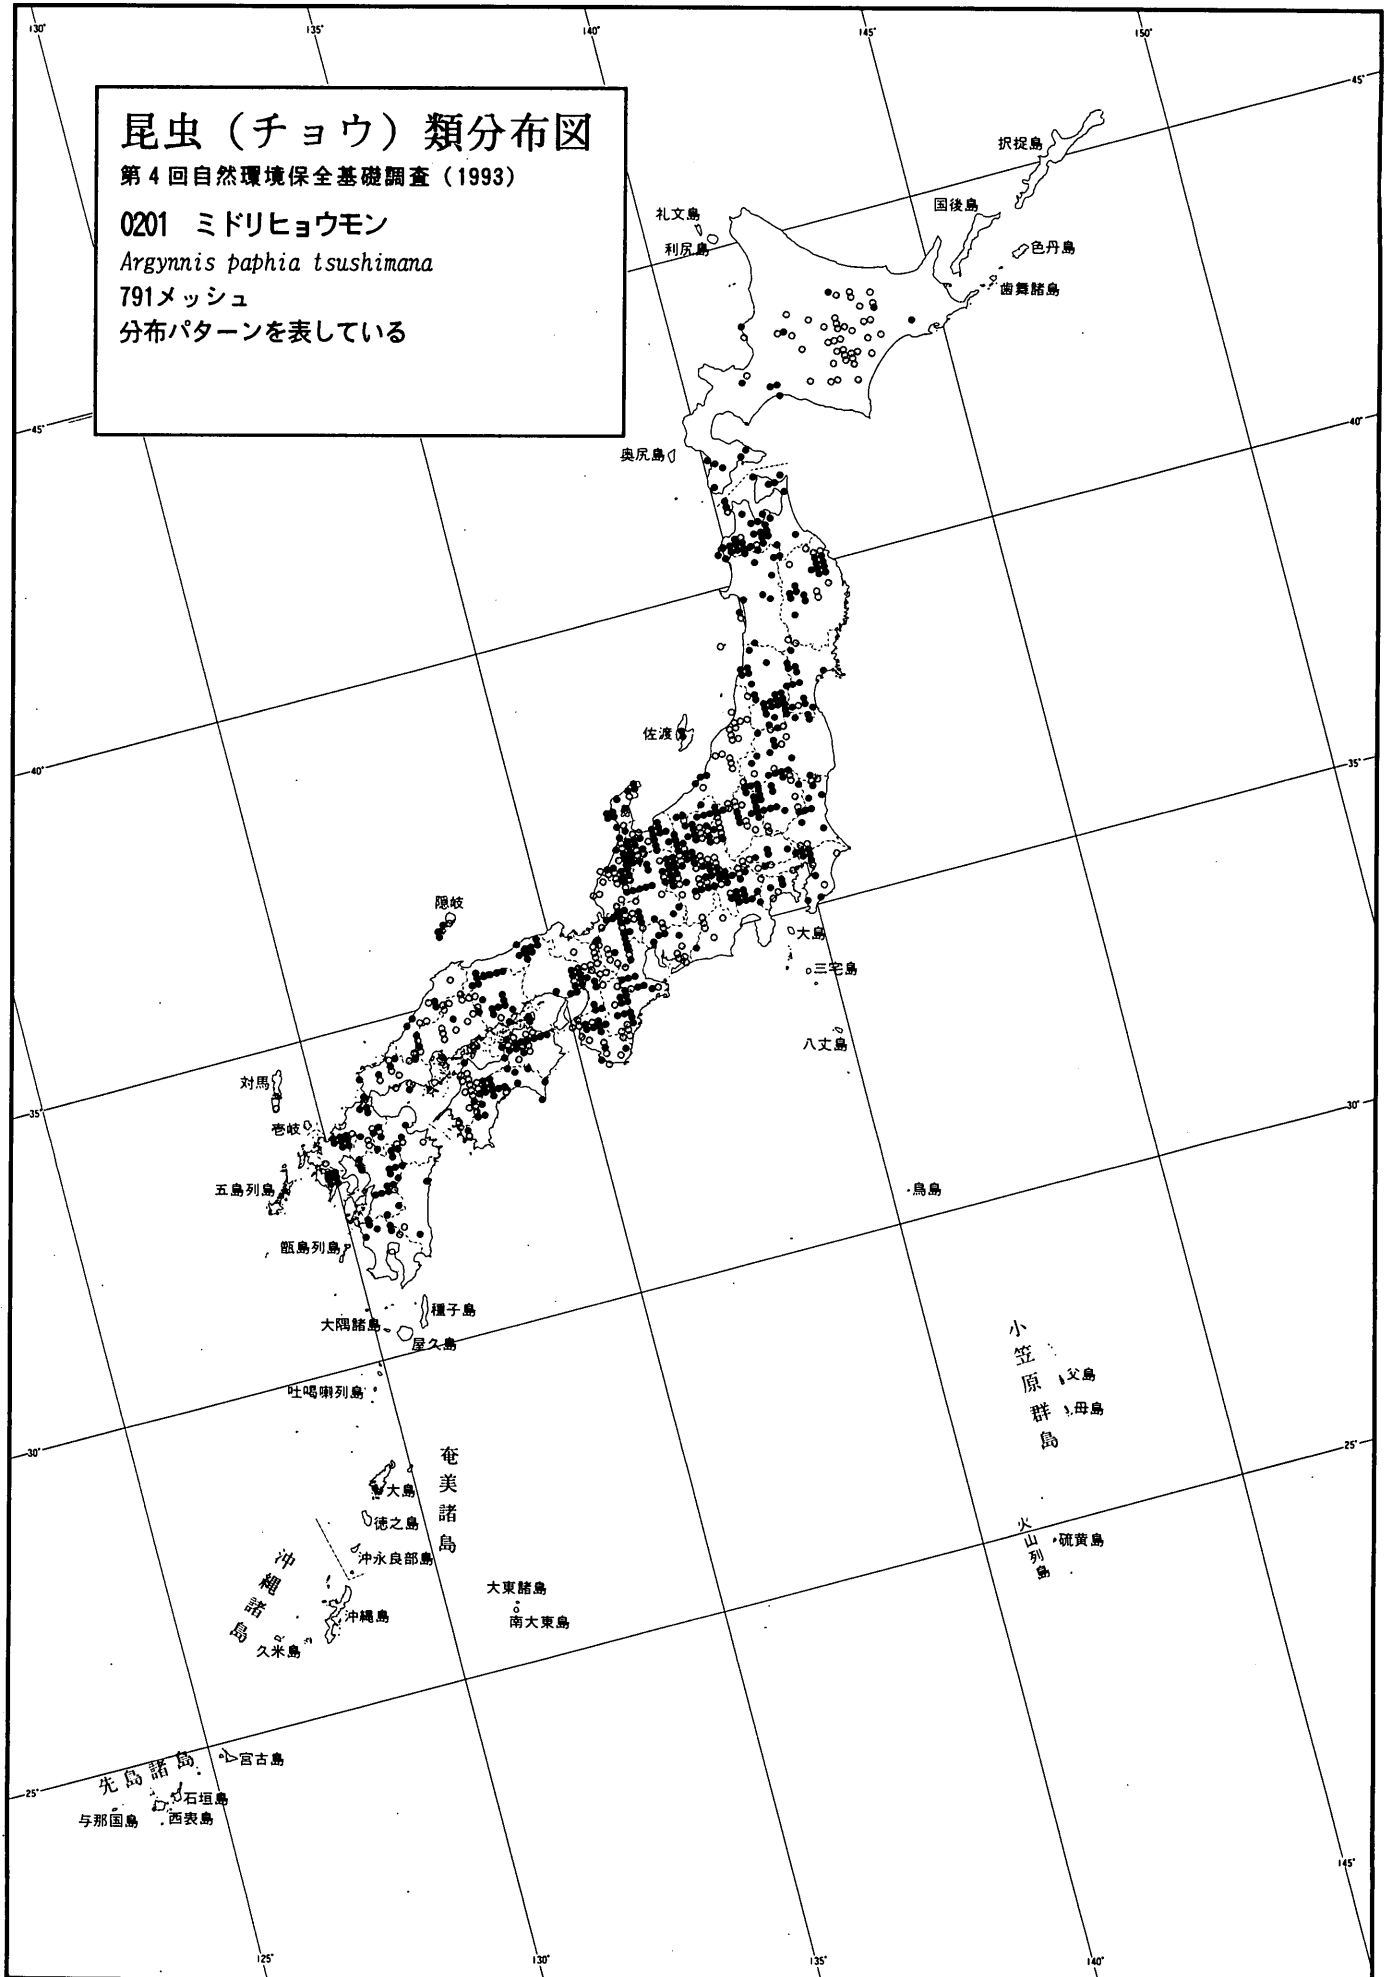 130°
135°
140°
145°
150°
45°
昆虫（チョウ）類分布図
第4回自然環境保全基礎調査（1993）
0201 ミドリヒョウモン
Argynnis paphia tsushimana
791メッシュ
分布パターンを表している
択捉島
国後島
礼文島
利尻島
色丹島
歯舞諸島
45°
40°
奥尻島
佐渡
40°
35°
隠岐
大島
三宅島
八丈島
対馬
35°
壱岐
30°
五島列島
鳥島
甑島列島
種子島
大隅諸島
屋久島
小笠原群島
父島
吐噶喇列島
母島
30°
25°
奄美諸島
大島
徳之島
火山列島
硫黄島
沖永良部島
沖縄諸島
大東諸島
沖縄島
南大東島
久米島
先島諸島
宮古島
25°
石垣島
与那国島
西表島
145°
125°
130°
135°
140°